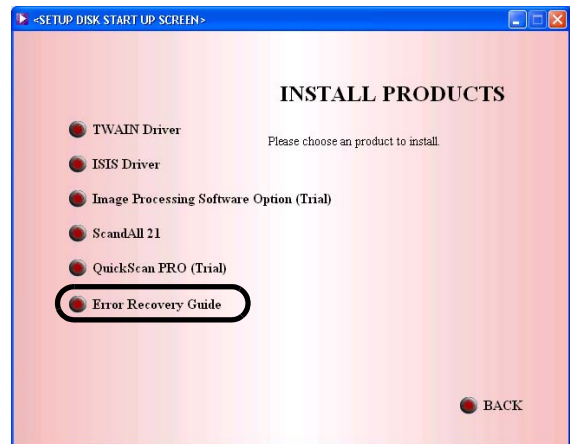 <SETUP DISK START UP SCREEN>
INSTALL PRODUCTS
Please choose an product to install.
TWAIN Driver
ISIS Driver
Image Processing Software Option (Trial)
ScandAll 21
QuickScan PRO (Trial)
Error Recovery Guide
BACK